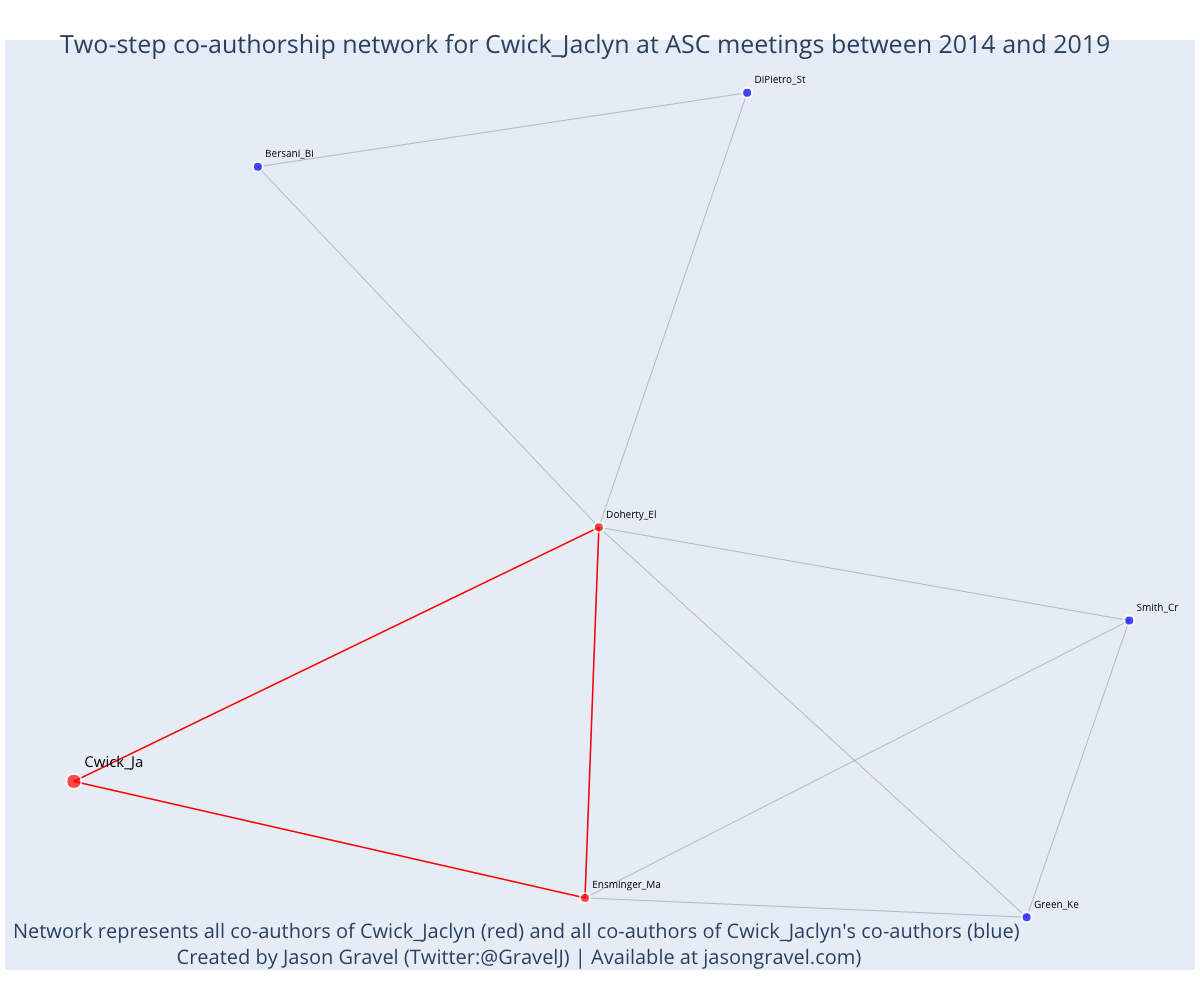 Two-step co-authorship network for Cwick_Jaclyn at ASC meetings between 2014 and 2019
DiPietro_St
Bersani_Bi
Doherty_El
Smith_Cr
Cwick_Ja
Ensminger_Ma
Green_Ke
Network represents all co-authors of Cwick_Jaclyn (red) and all co-authors of Cwick_Jaclyn's co-authors (blue)
Created by Jason Gravel (Twitter:@GravelJ) | Available at jasongravel.com)